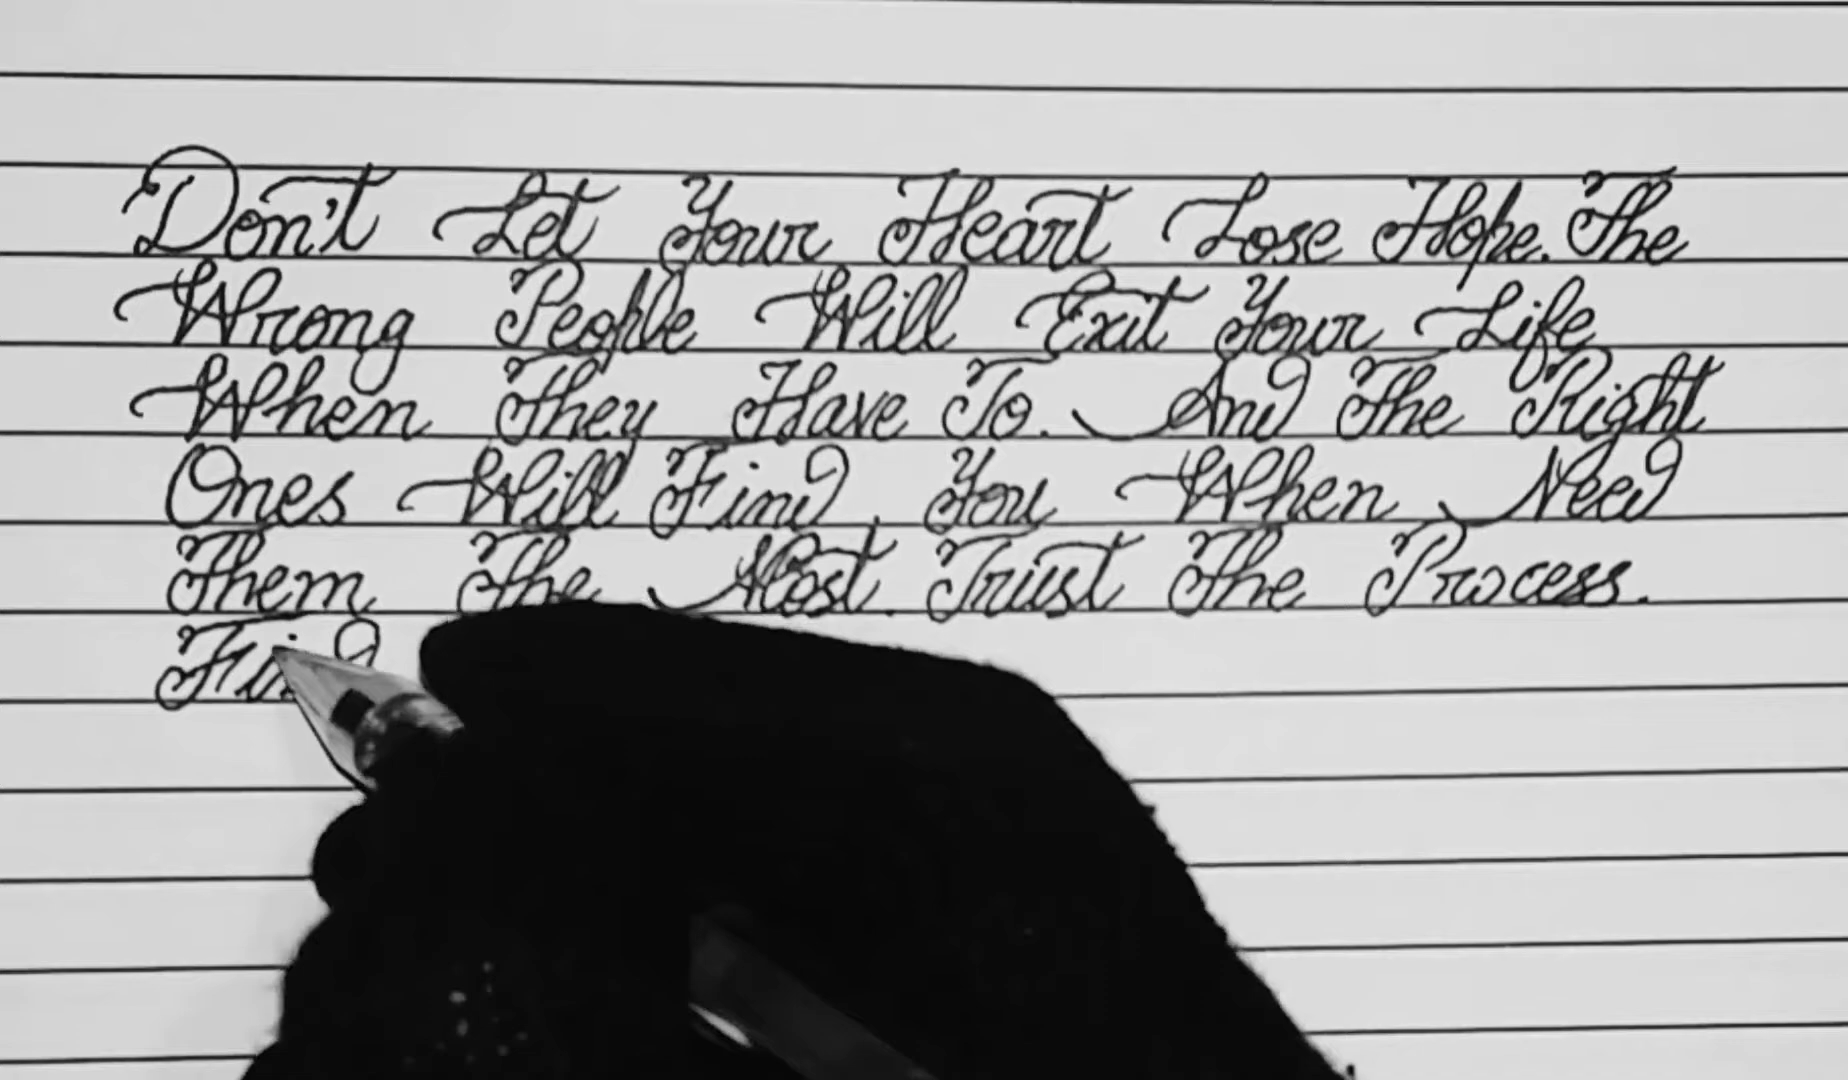 Don't Let Your Heart Lose Hope. The
Wrong People Will Exit Your Life
When They Have To. And The Right
Ones Will Find. You When Need
Them The Most. Trust The Process.
Find